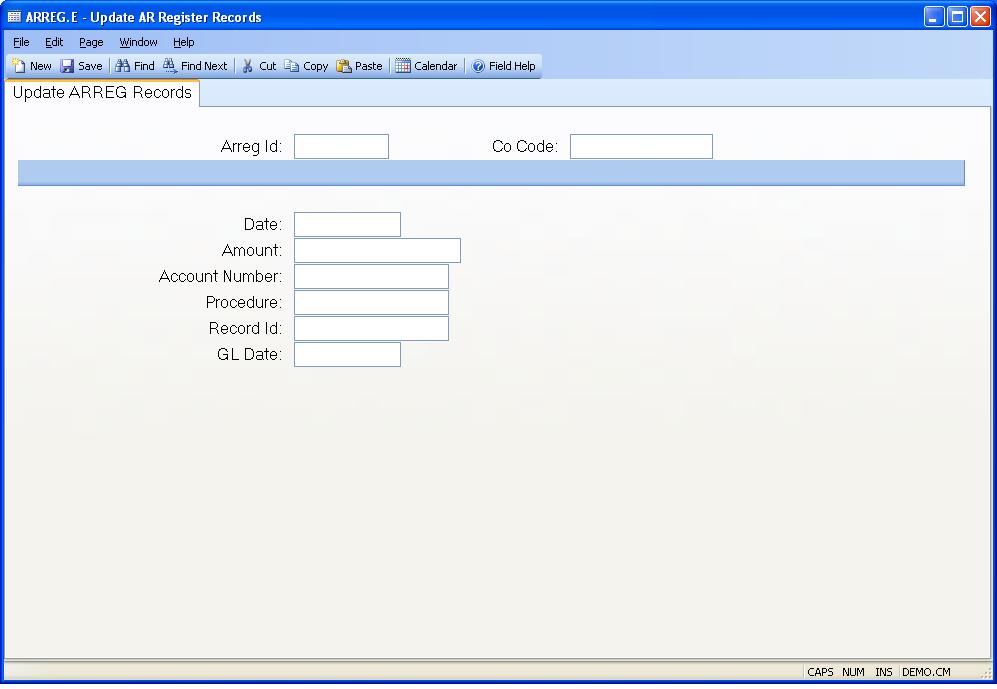 ARREG.E - Update AR Register Records
File Edit Page Window Help
New Save Find Find Next Cut Copy Paste Calendar Field Help
Update ARREG Records
Arreg Id: Co Code:
Date:
Amount:
Account Number:
Procedure:
Record Id:
GL Date:
CAPS NUM INS DEMO.CM